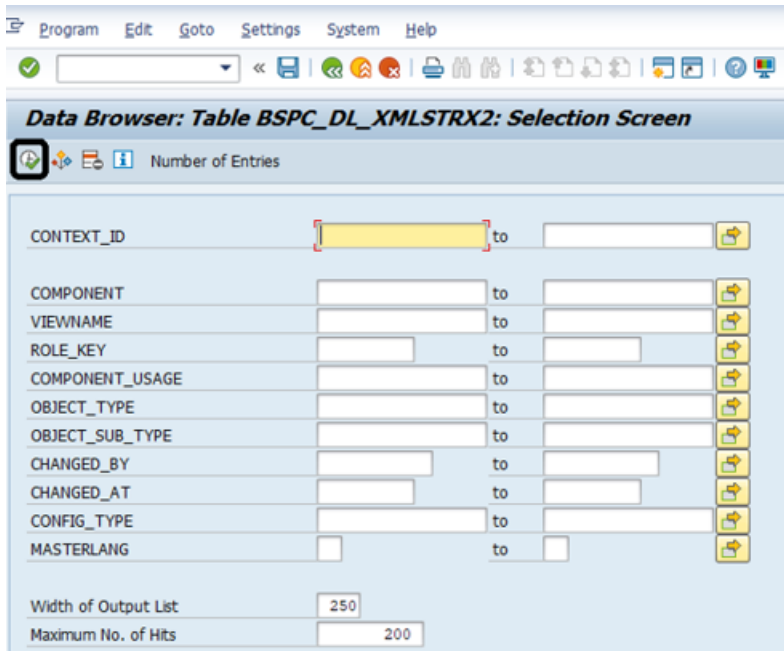 Program Edit Goto Settings System Help
Data Browser: Table BSPC_DL_XMLSTRX2: Selection Screen
Number of Entries
CONTEXT_ID to
COMPONENT to
VIEWNAME to
ROLE_KEY to
COMPONENT_USAGE to
OBJECT_TYPE to
OBJECT_SUB_TYPE to
CHANGED_BY to
CHANGED_AT to
CONFIG_TYPE to
MASTERLANG to
Width of Output List 250
Maximum No. of Hits 200